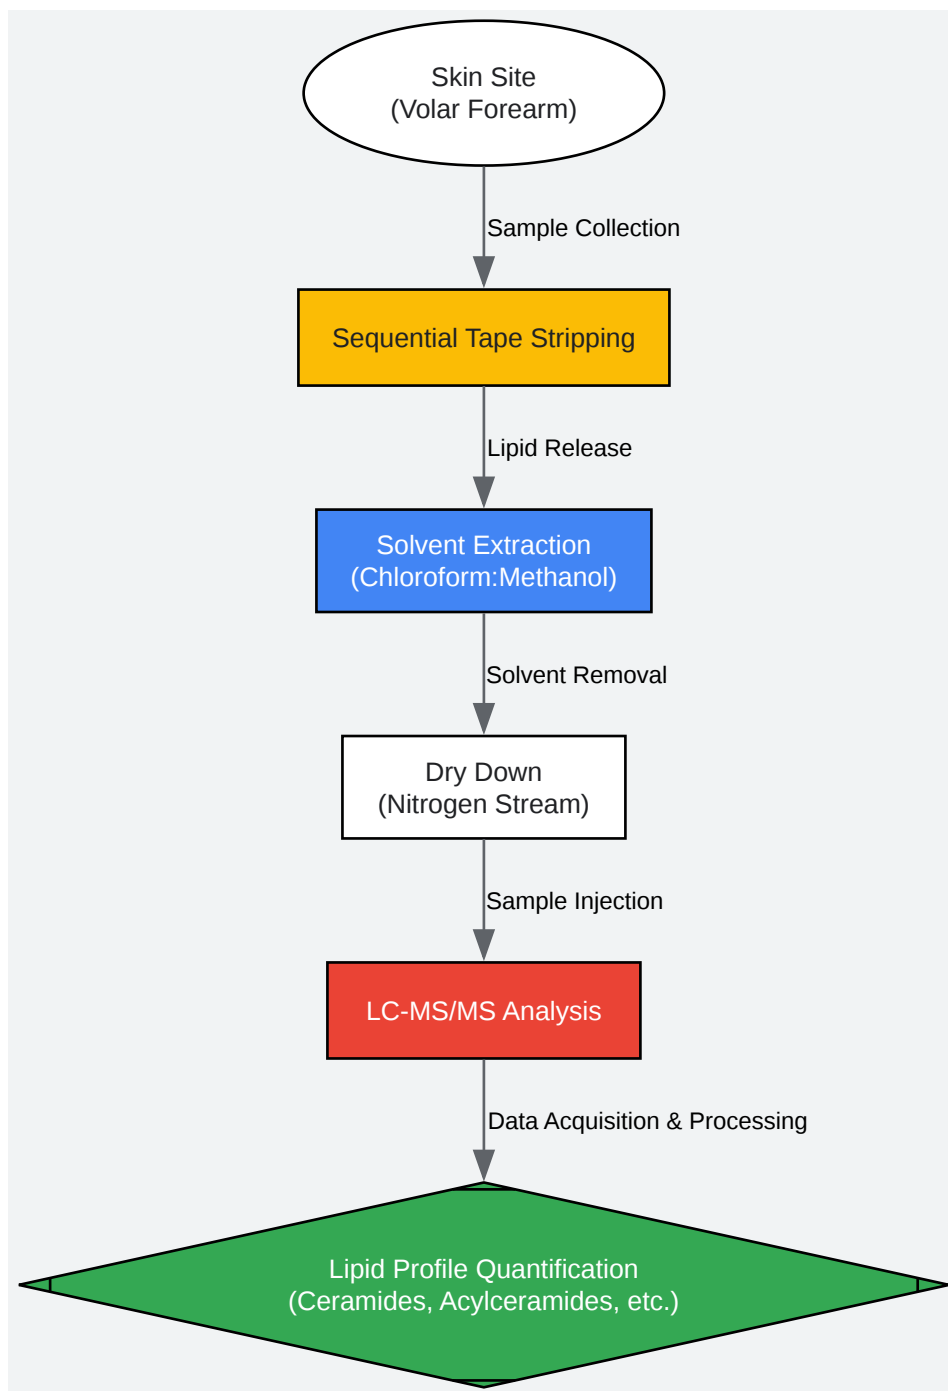 Skin Site
(Volar Forearm)
Sample Collection
Sequential Tape Stripping
Lipid Release
Solvent Extraction
(Chloroform:Methanol)
Solvent Removal
Dry Down
(Nitrogen Stream)
Sample Injection
LC-MS/MS Analysis
Data Acquisition & Processing
Lipid Profile Quantification
(Ceramides, Acylceramides, etc.)